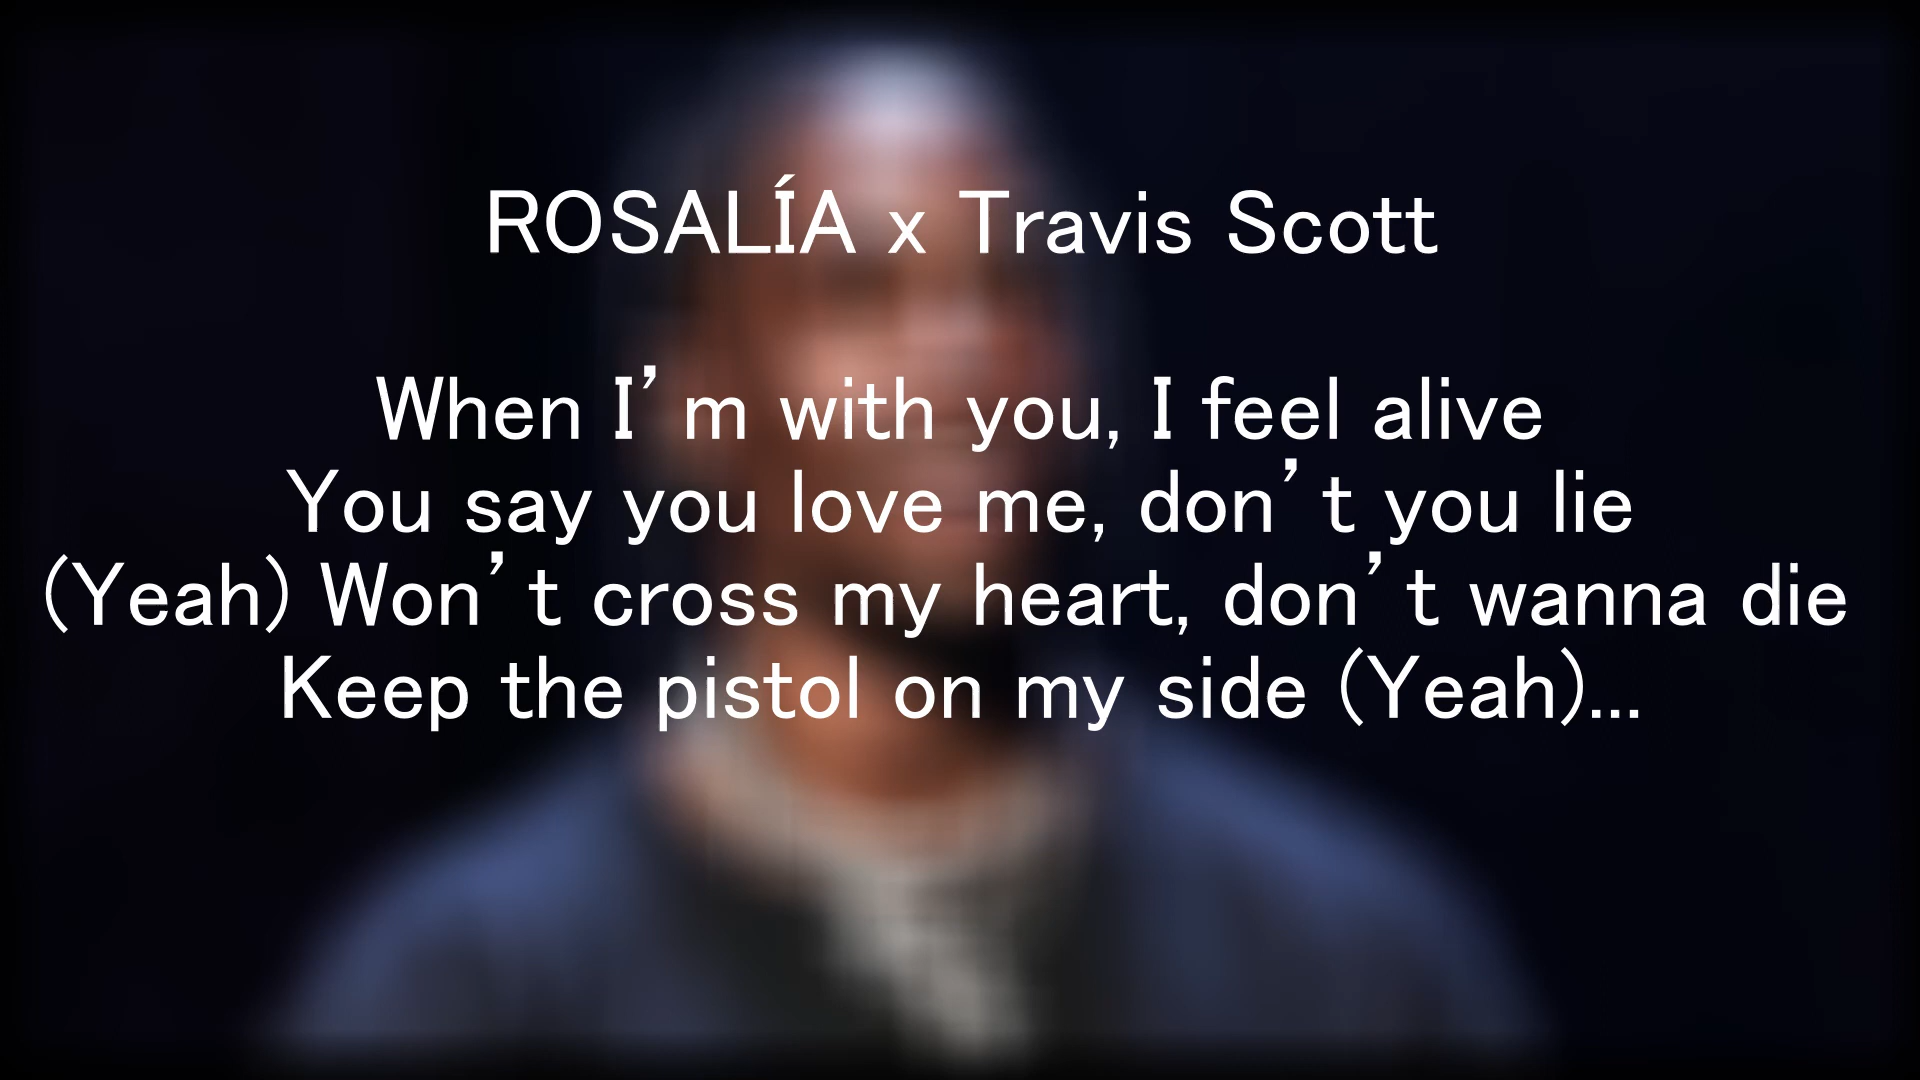 ROSALÍA x Travis Scott
When I’m with you, I feel alive
You say you love me, don’t you lie
(Yeah) Won’t cross my heart, don’t wanna die
Keep the pistol on my side (Yeah)...